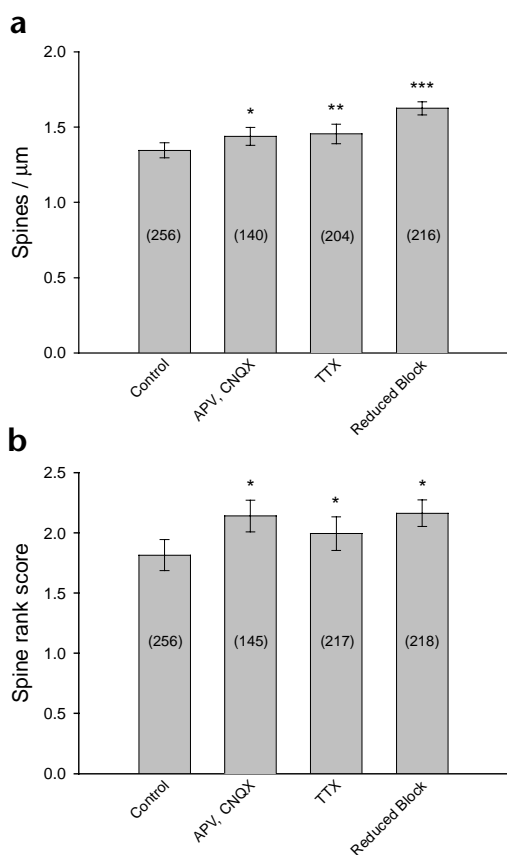 a
2.0
1.5
1.0
0.5
0.0
Spines / μm
* ** ***
(256) (140) (204) (216)
Control
APV, CNQX
TTX
Reduced Block
b
2.5
2.0
1.5
1.0
0.5
0.0
Spine rank score
* * *
(256) (145) (217) (218)
Control
APV, CNQX
TTX
Reduced Block